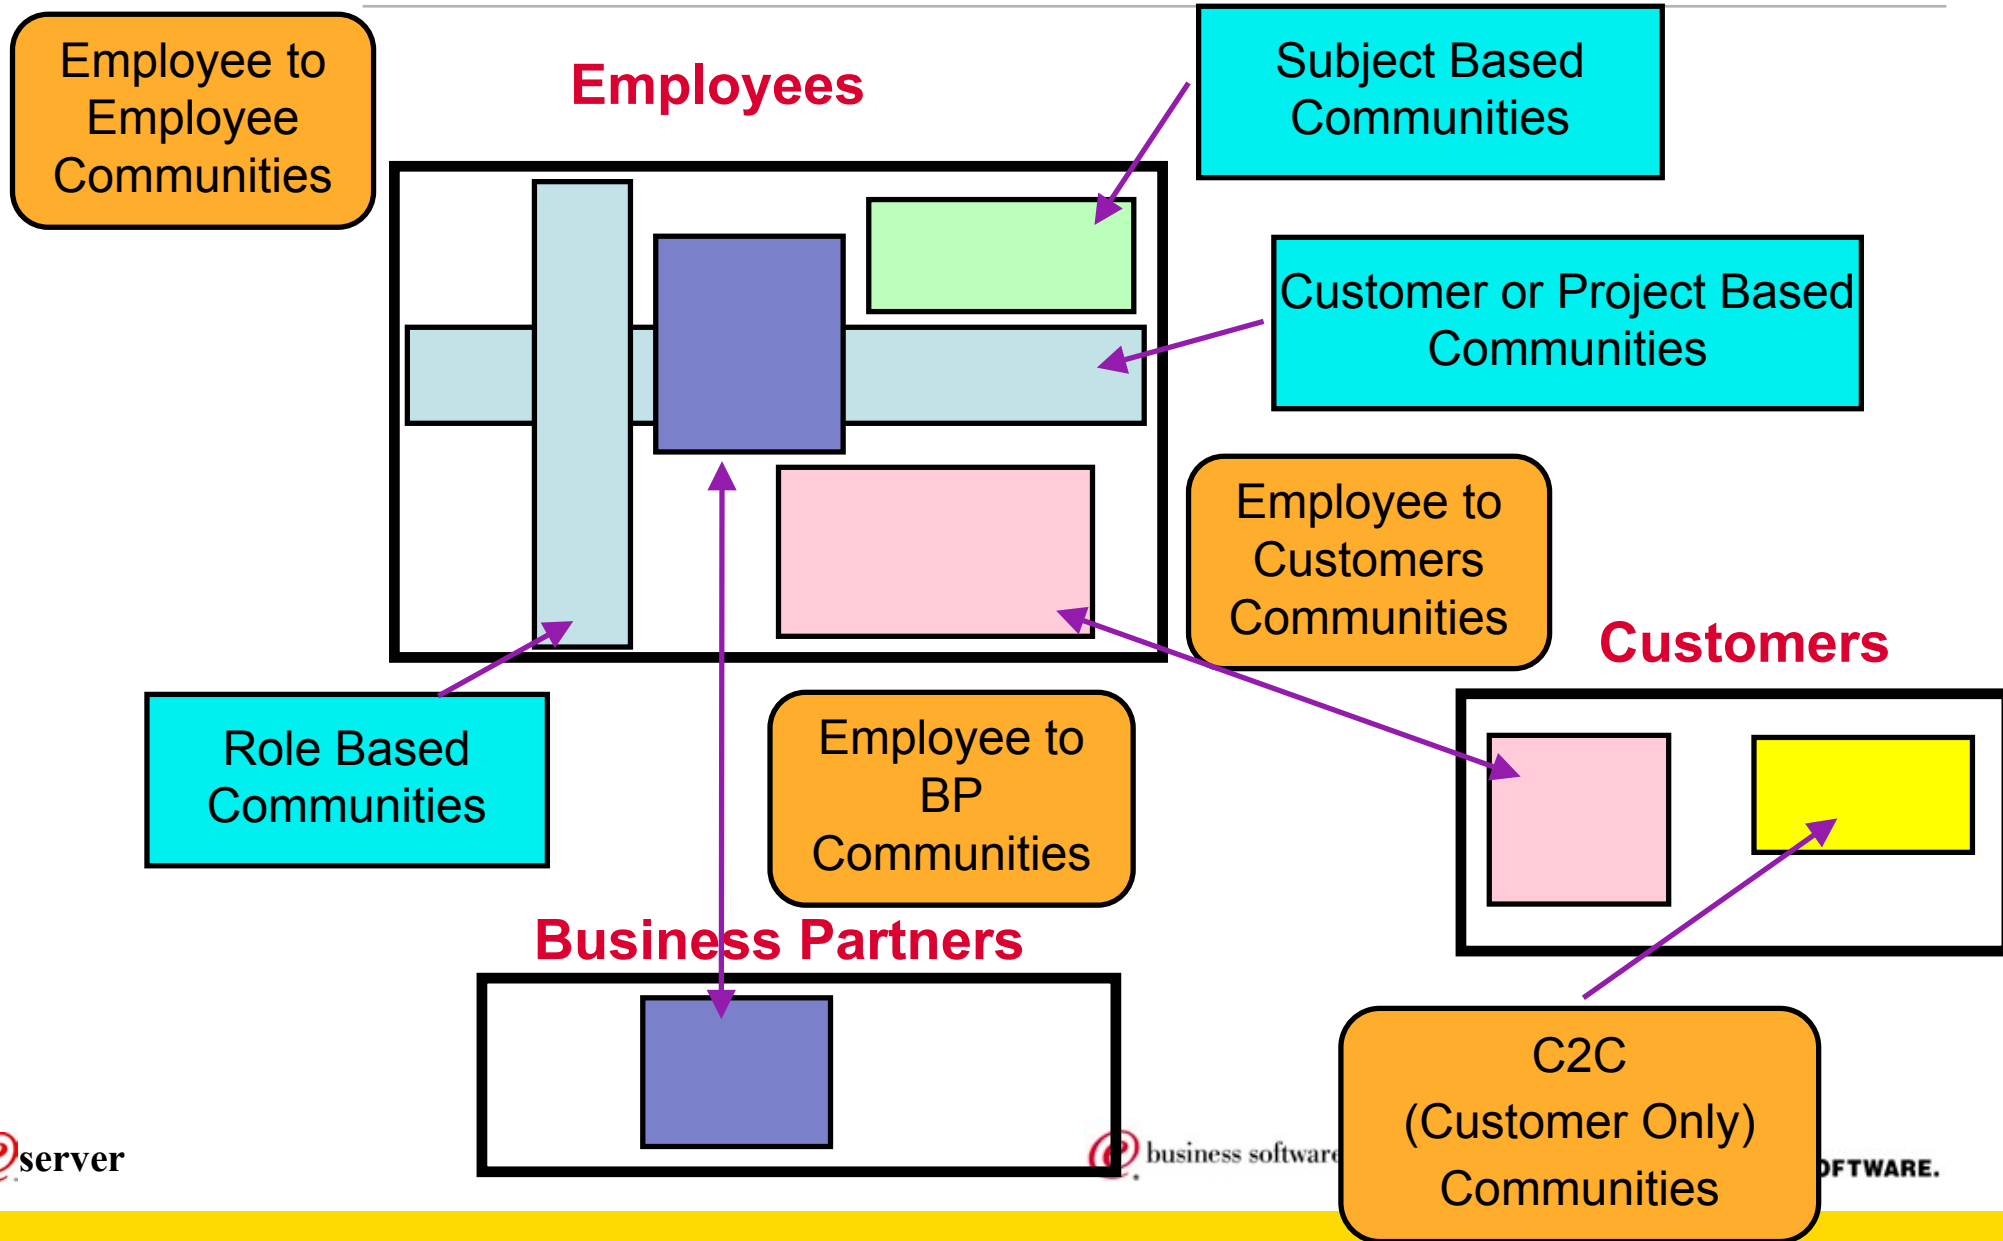 Employee to
Employee
Communities
Employees
Subject Based
Communities
Customer or Project Based
Communities
Employee to
Customers
Communities
Customers
Role Based
Communities
Employee to
BP
Communities
Business Partners
C2C
(Customer Only)
Communities
server
business software